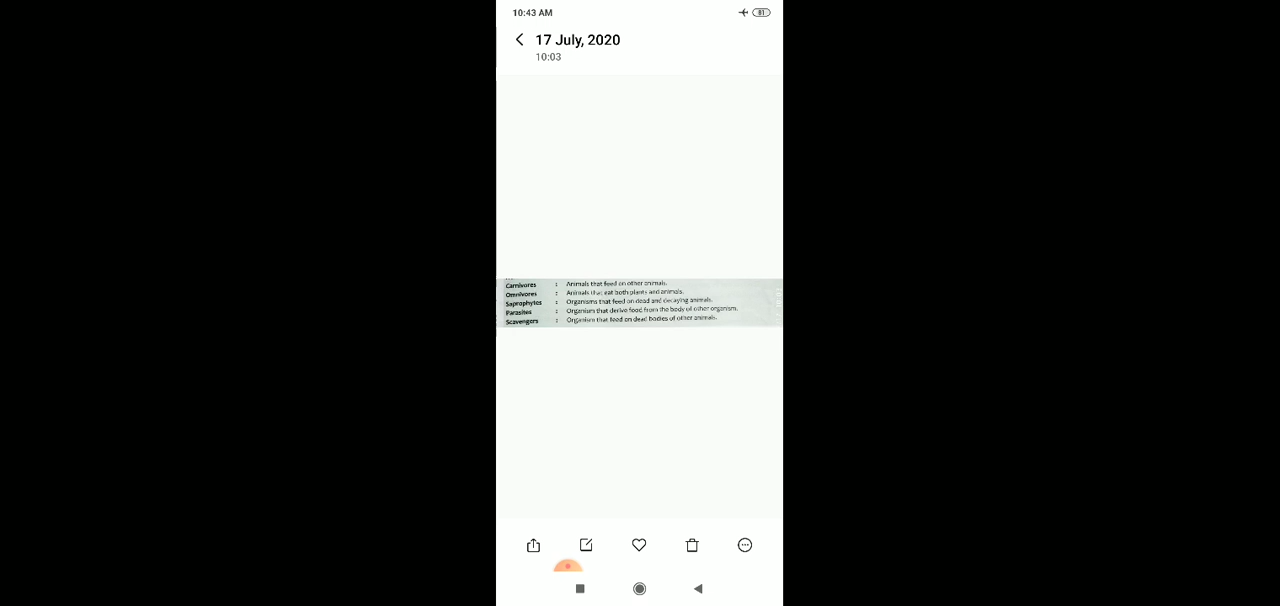 10:43 AM
81
17 July, 2020
10:03
Carnivores : Animals that feed on other animals.
Omnivores : Animals that eat both plants and animals.
Saprophytes : Organisms that feed on dead and decaying animals.
Parasites : Organism that derive food from the body of other organism.
Scavengers : Organism that feed on dead bodies of other animals.